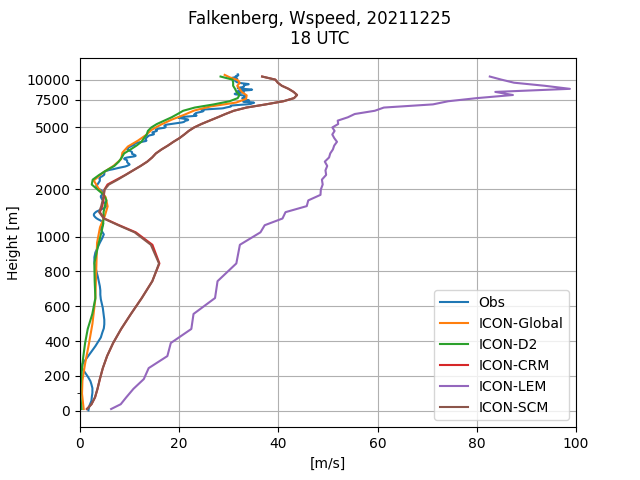 Falkenberg, Wspeed, 20211225
18 UTC
Height [m]
10000
7500
5000
2000
1000
800
600
400
200
0
0
20
40
60
80
100
[m/s]
Obs
ICON-Global
ICON-D2
ICON-CRM
ICON-LEM
ICON-SCM